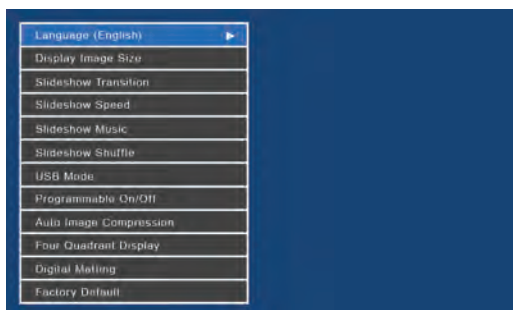 Language (English)
Display Image Size
Slideshow Transition
Slideshow Speed
Slideshow Music
Slideshow Shuffle
USB Mode
Programmable On/Off
Auto Image Compression
Four Quadrant Display
Digital Matting
Factory Default